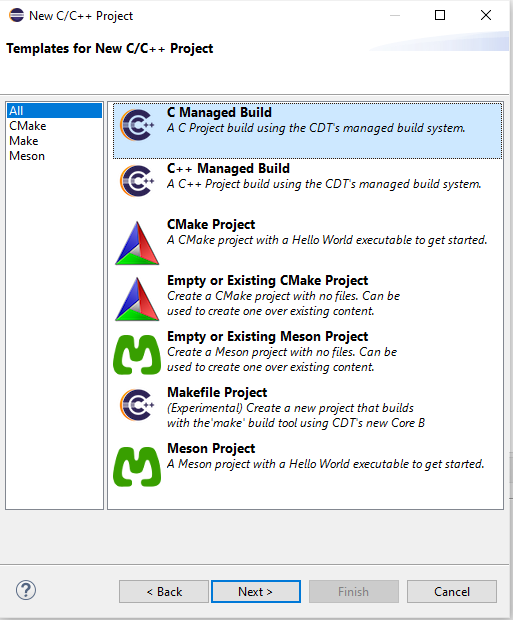 New C/C++ Project
Templates for New C/C++ Project
All
CMake
Make
Meson
C Managed Build
A C Project build using the CDT's managed build system.
C++ Managed Build
A C++ Project build using the CDT's managed build system.
CMake Project
A CMake project with a Hello World executable to get started.
Empty or Existing CMake Project
Create a CMake project with no files. Can be
used to create one over existing content.
Empty or Existing Meson Project
Create a Meson project with no files. Can be
used to create one over existing content.
Makefile Project
(Experimental) Create a new project that builds
with the'make' build tool using CDT's new Core B
Meson Project
A Meson project with a Hello World executable to get started.
?
< Back
Next >
Finish
Cancel